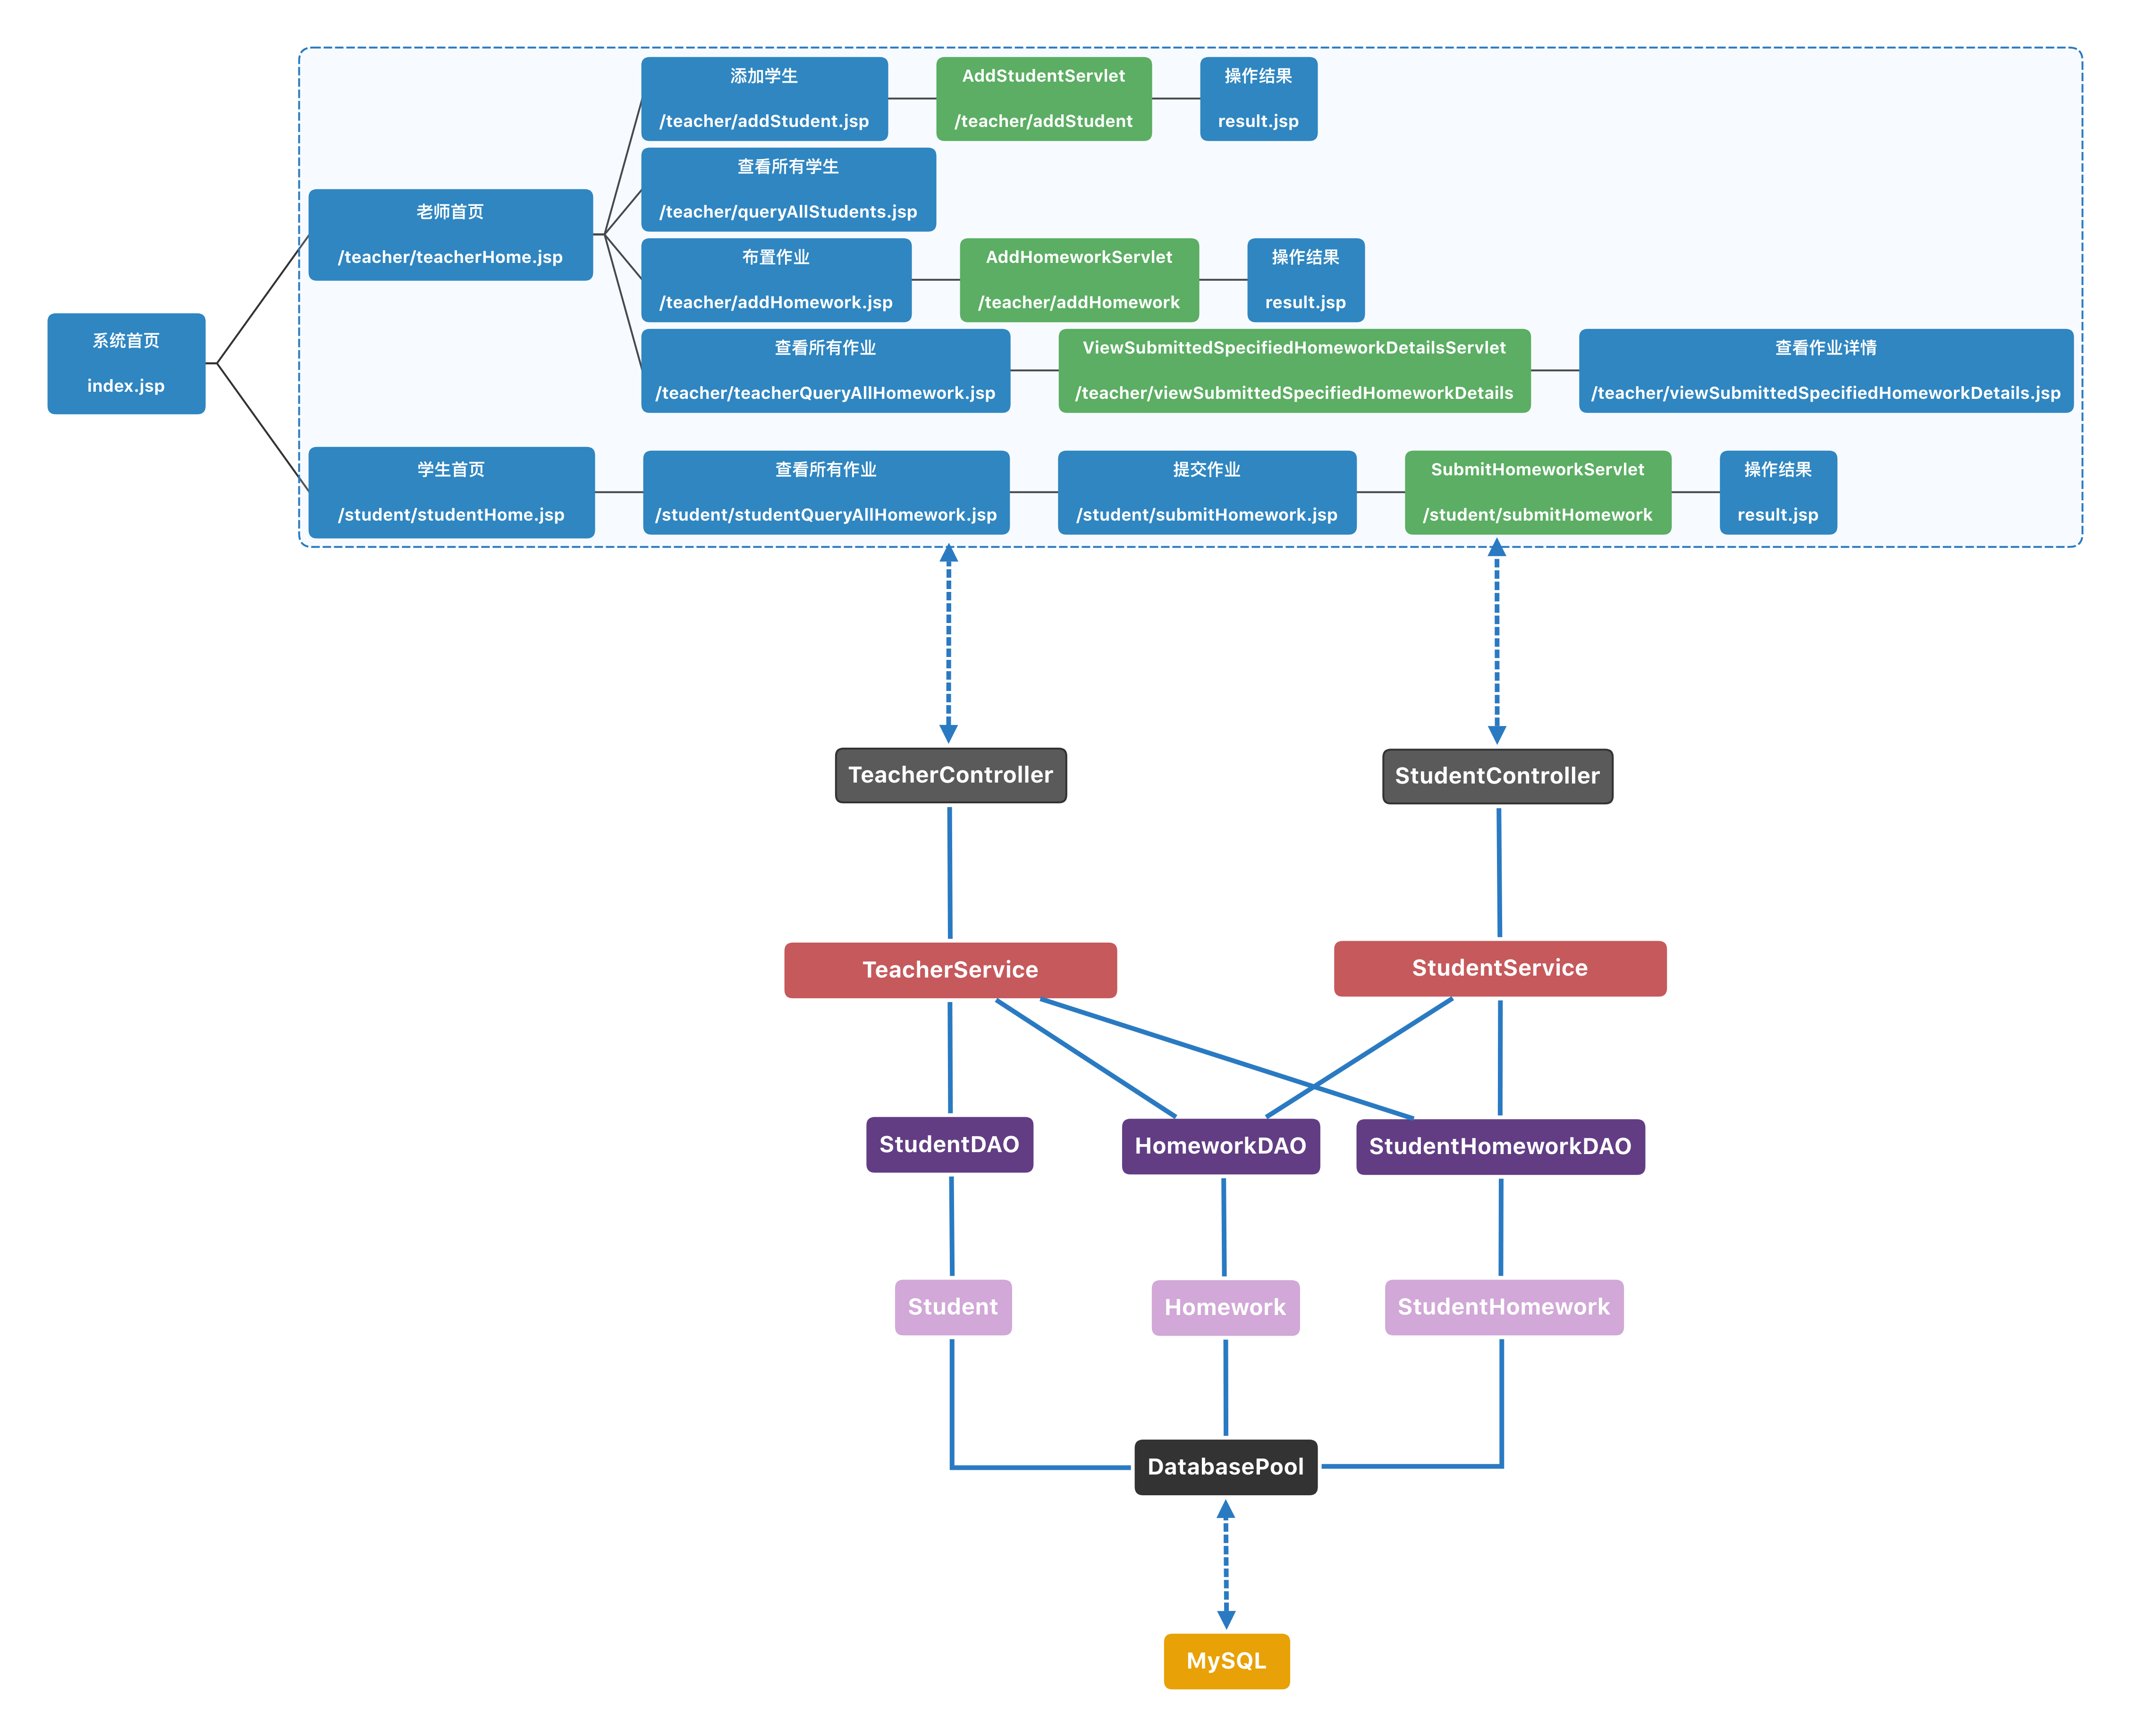 添加学生
/teacher/addStudent.jsp
AddStudentServlet
/teacher/addStudent
操作结果
result.jsp
查看所有学生
/teacher/queryAllStudents.jsp
老师首页
/teacher/teacherHome.jsp
布置作业
/teacher/addHomework.jsp
AddHomeworkServlet
/teacher/addHomework
操作结果
result.jsp
系统首页
index.jsp
查看所有作业
/teacher/teacherQueryAllHomework.jsp
ViewSubmittedSpecifiedHomeworkDetailsServlet
/teacher/viewSubmittedSpecifiedHomeworkDetails
查看作业详情
/teacher/viewSubmittedSpecifiedHomeworkDetails.jsp
学生首页
/student/studentHome.jsp
查看所有作业
/student/studentQueryAllHomework.jsp
提交作业
/student/submitHomework.jsp
SubmitHomeworkServlet
/student/submitHomework
操作结果
result.jsp
TeacherController
StudentController
TeacherService
StudentService
StudentDAO
HomeworkDAO
StudentHomeworkDAO
Student
Homework
StudentHomework
DatabasePool
MySQL